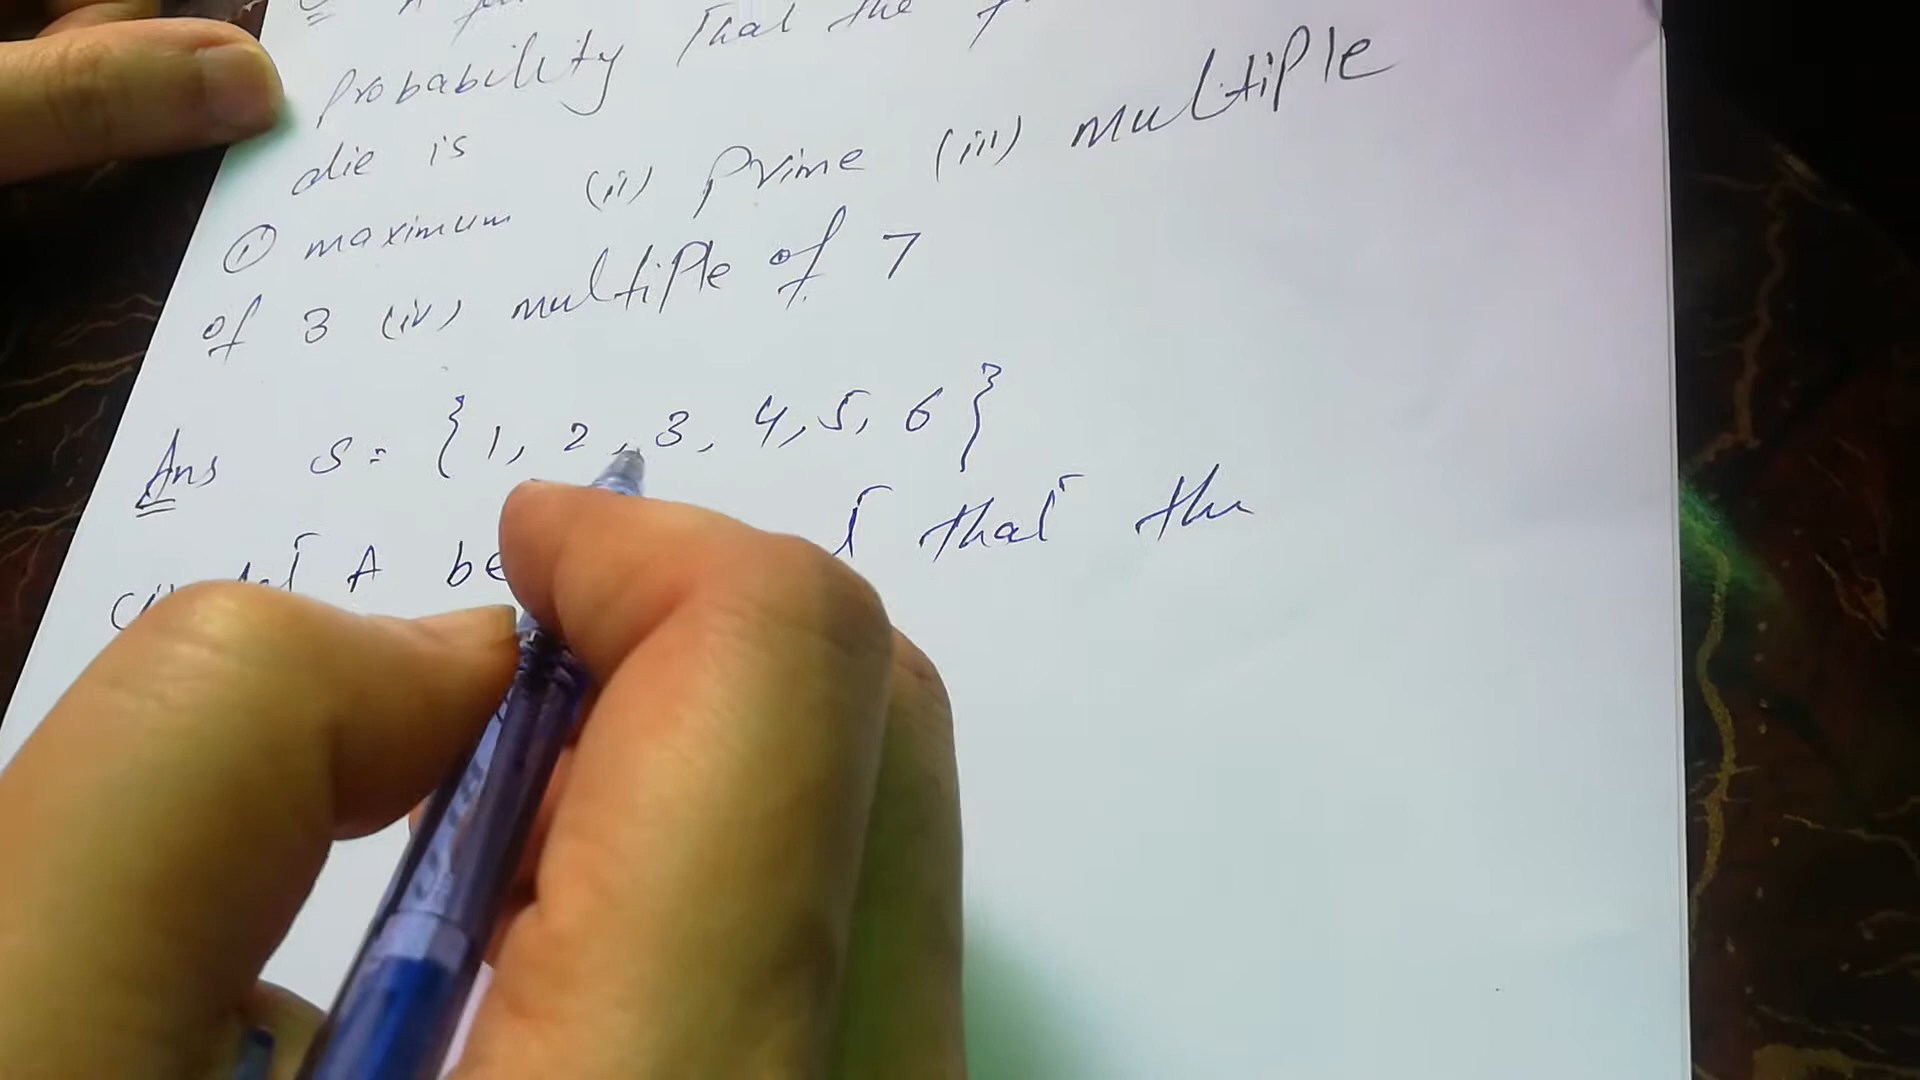 probability that the
die is
(i) maximum (ii) Prime (iii) multiple
of 3 (iv) multiple of 7
Ans S = { 1, 2, 3, 4, 5, 6 }
A be that the